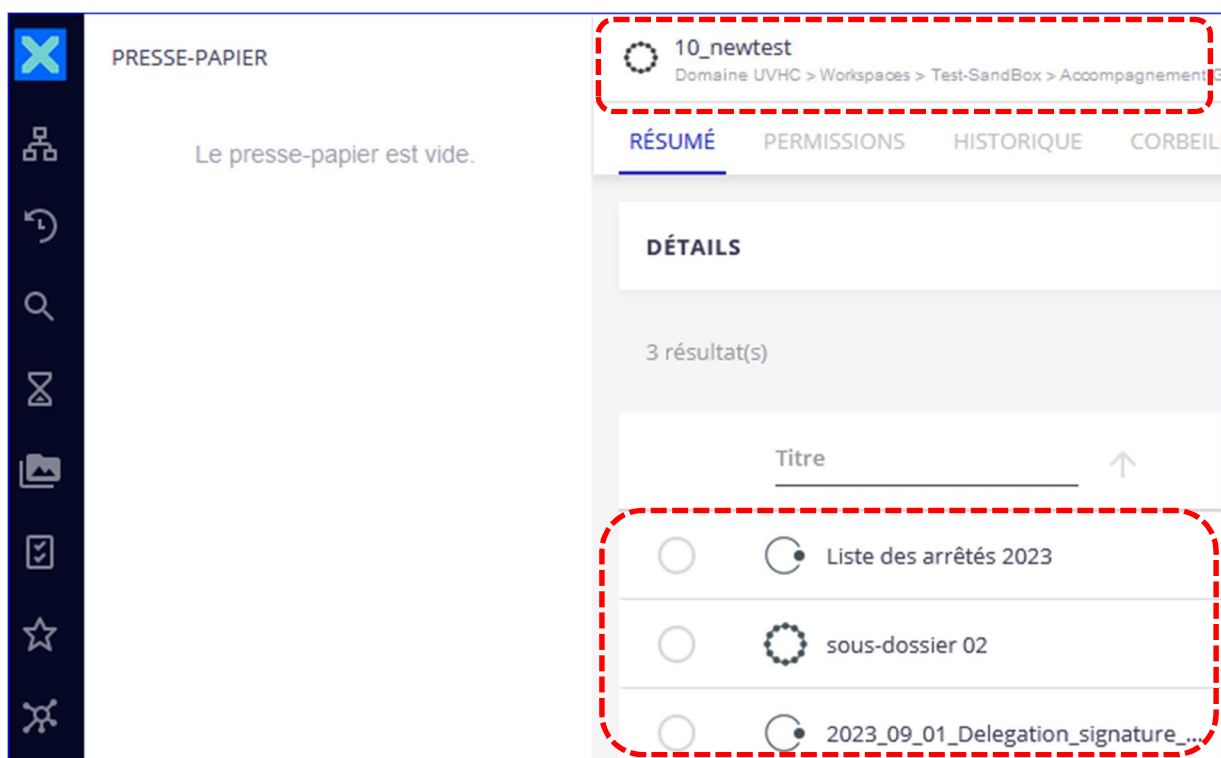 PRESSE-PAPIER
Le presse-papier est vide.
10_newtest
Domaine UVHC > Workspaces > Test-SandBox > Accompagnement G
RÉSUMÉ PERMISSIONS HISTORIQUE CORBEIL
DÉTAILS
3 résultat(s)
Titre
Liste des arrêtés 2023
sous-dossier 02
2023_09_01_Delegation_signature_...